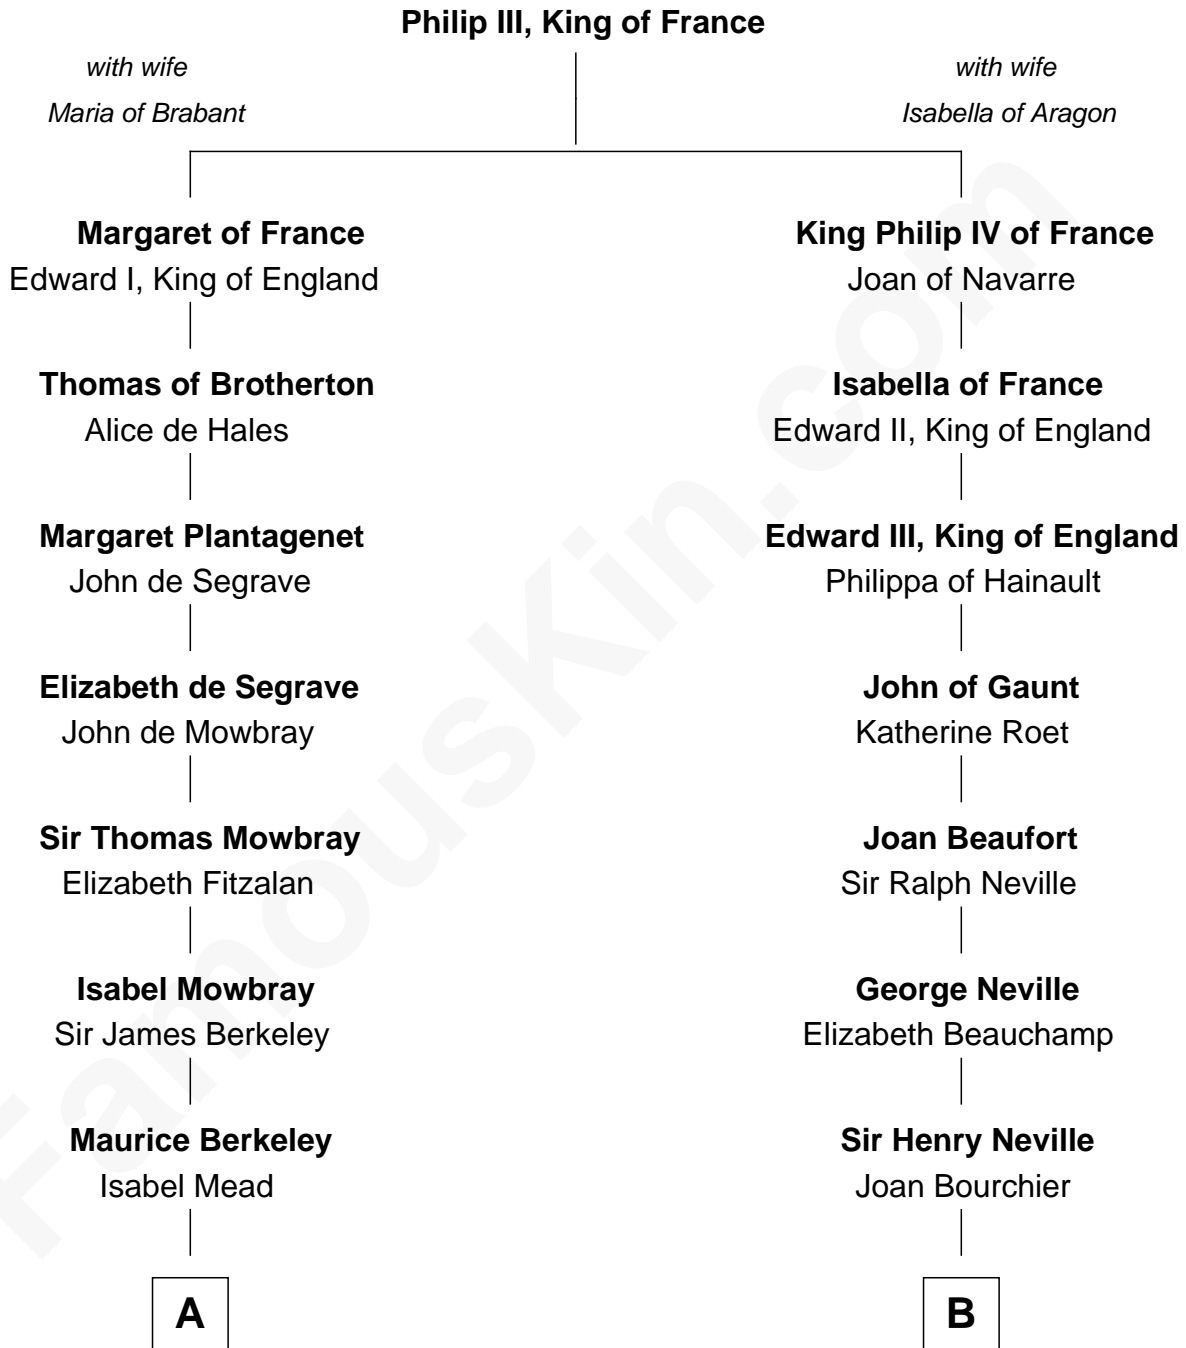 Philip III, King of France
with wife
Maria of Brabant
with wife
Isabella of Aragon
Margaret of France
Edward I, King of England
King Philip IV of France
Joan of Navarre
Thomas of Brotherton
Alice de Hales
Isabella of France
Edward II, King of England
Margaret Plantagenet
John de Segrave
Edward III, King of England
Philippa of Hainault
Elizabeth de Segrave
John de Mowbray
John of Gaunt
Katherine Roet
Sir Thomas Mowbray
Elizabeth Fitzalan
Joan Beaufort
Sir Ralph Neville
Isabel Mowbray
Sir James Berkeley
George Neville
Elizabeth Beauchamp
Maurice Berkeley
Isabel Mead
Sir Henry Neville
Joan Bourchier
A
B
FamousKin.com